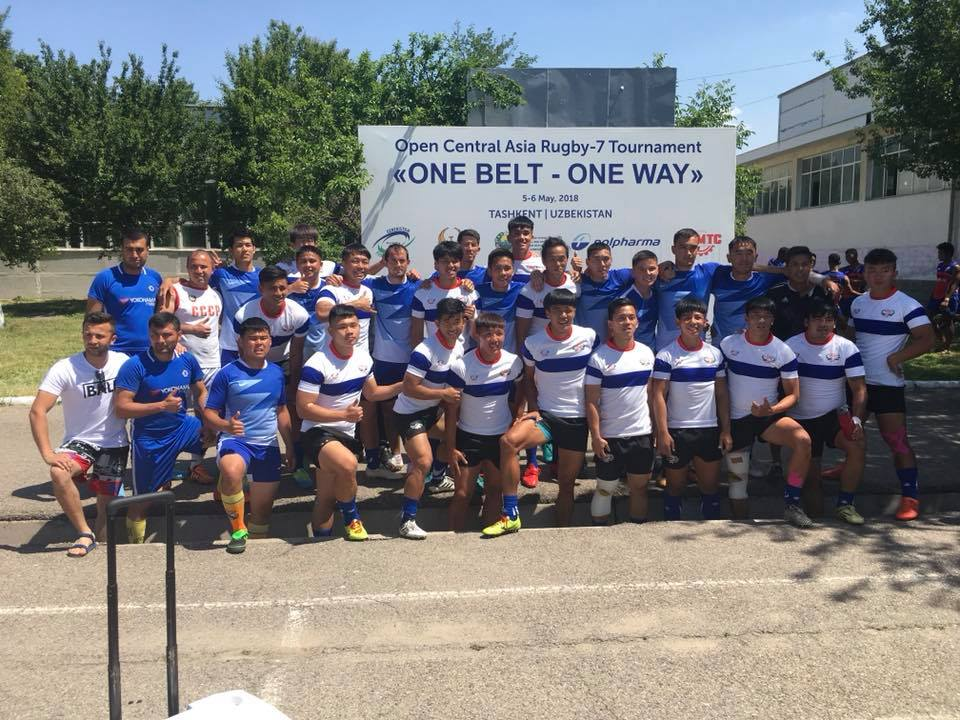 Open Central Asia Rugby-7 Tournament
«ONE BELT - ONE WAY»
5-6 May. 2018
TASHKENT | UZBEKISTAN
polpharma
MTC
CCCP
YOKOHAMA